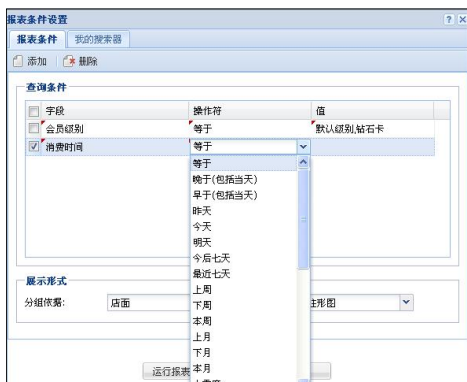 报表条件设置
报表条件 我的搜索器
添加 删除
查询条件
字段 操作符 值
会员级别 等于 默认级别,钻石卡
消费时间 等于
等于
晚于(包括当天)
早于(包括当天)
昨天
今天
明天
今后七天
最近七天
上周
下周
本周
上月
下月
本月
展示形式
分组依据: 店面 主形图
运行报表